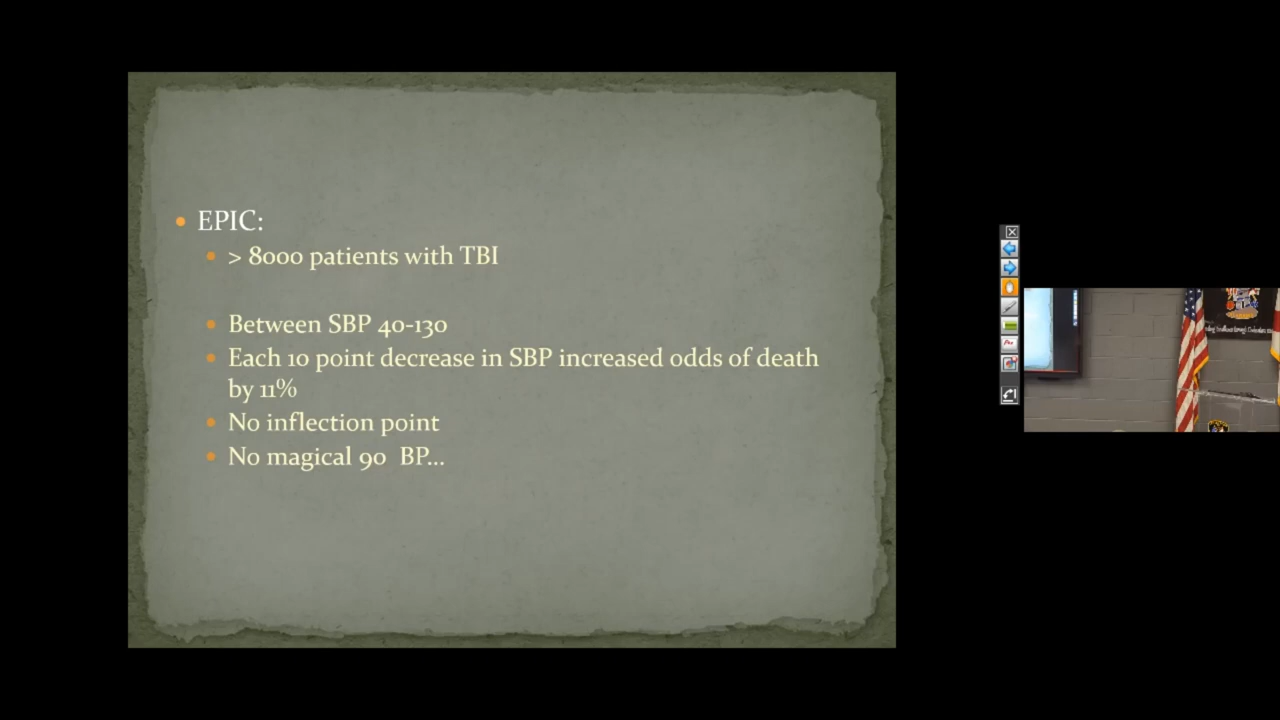 EPIC:
> 8000 patients with TBI
Between SBP 40-130
Each 10 point decrease in SBP increased odds of death
by 11%
No inflection point
No magical 90 BP...